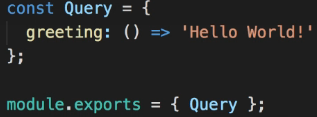 const Query = {
  greeting: () => 'Hello World!'
};

module.exports = { Query };